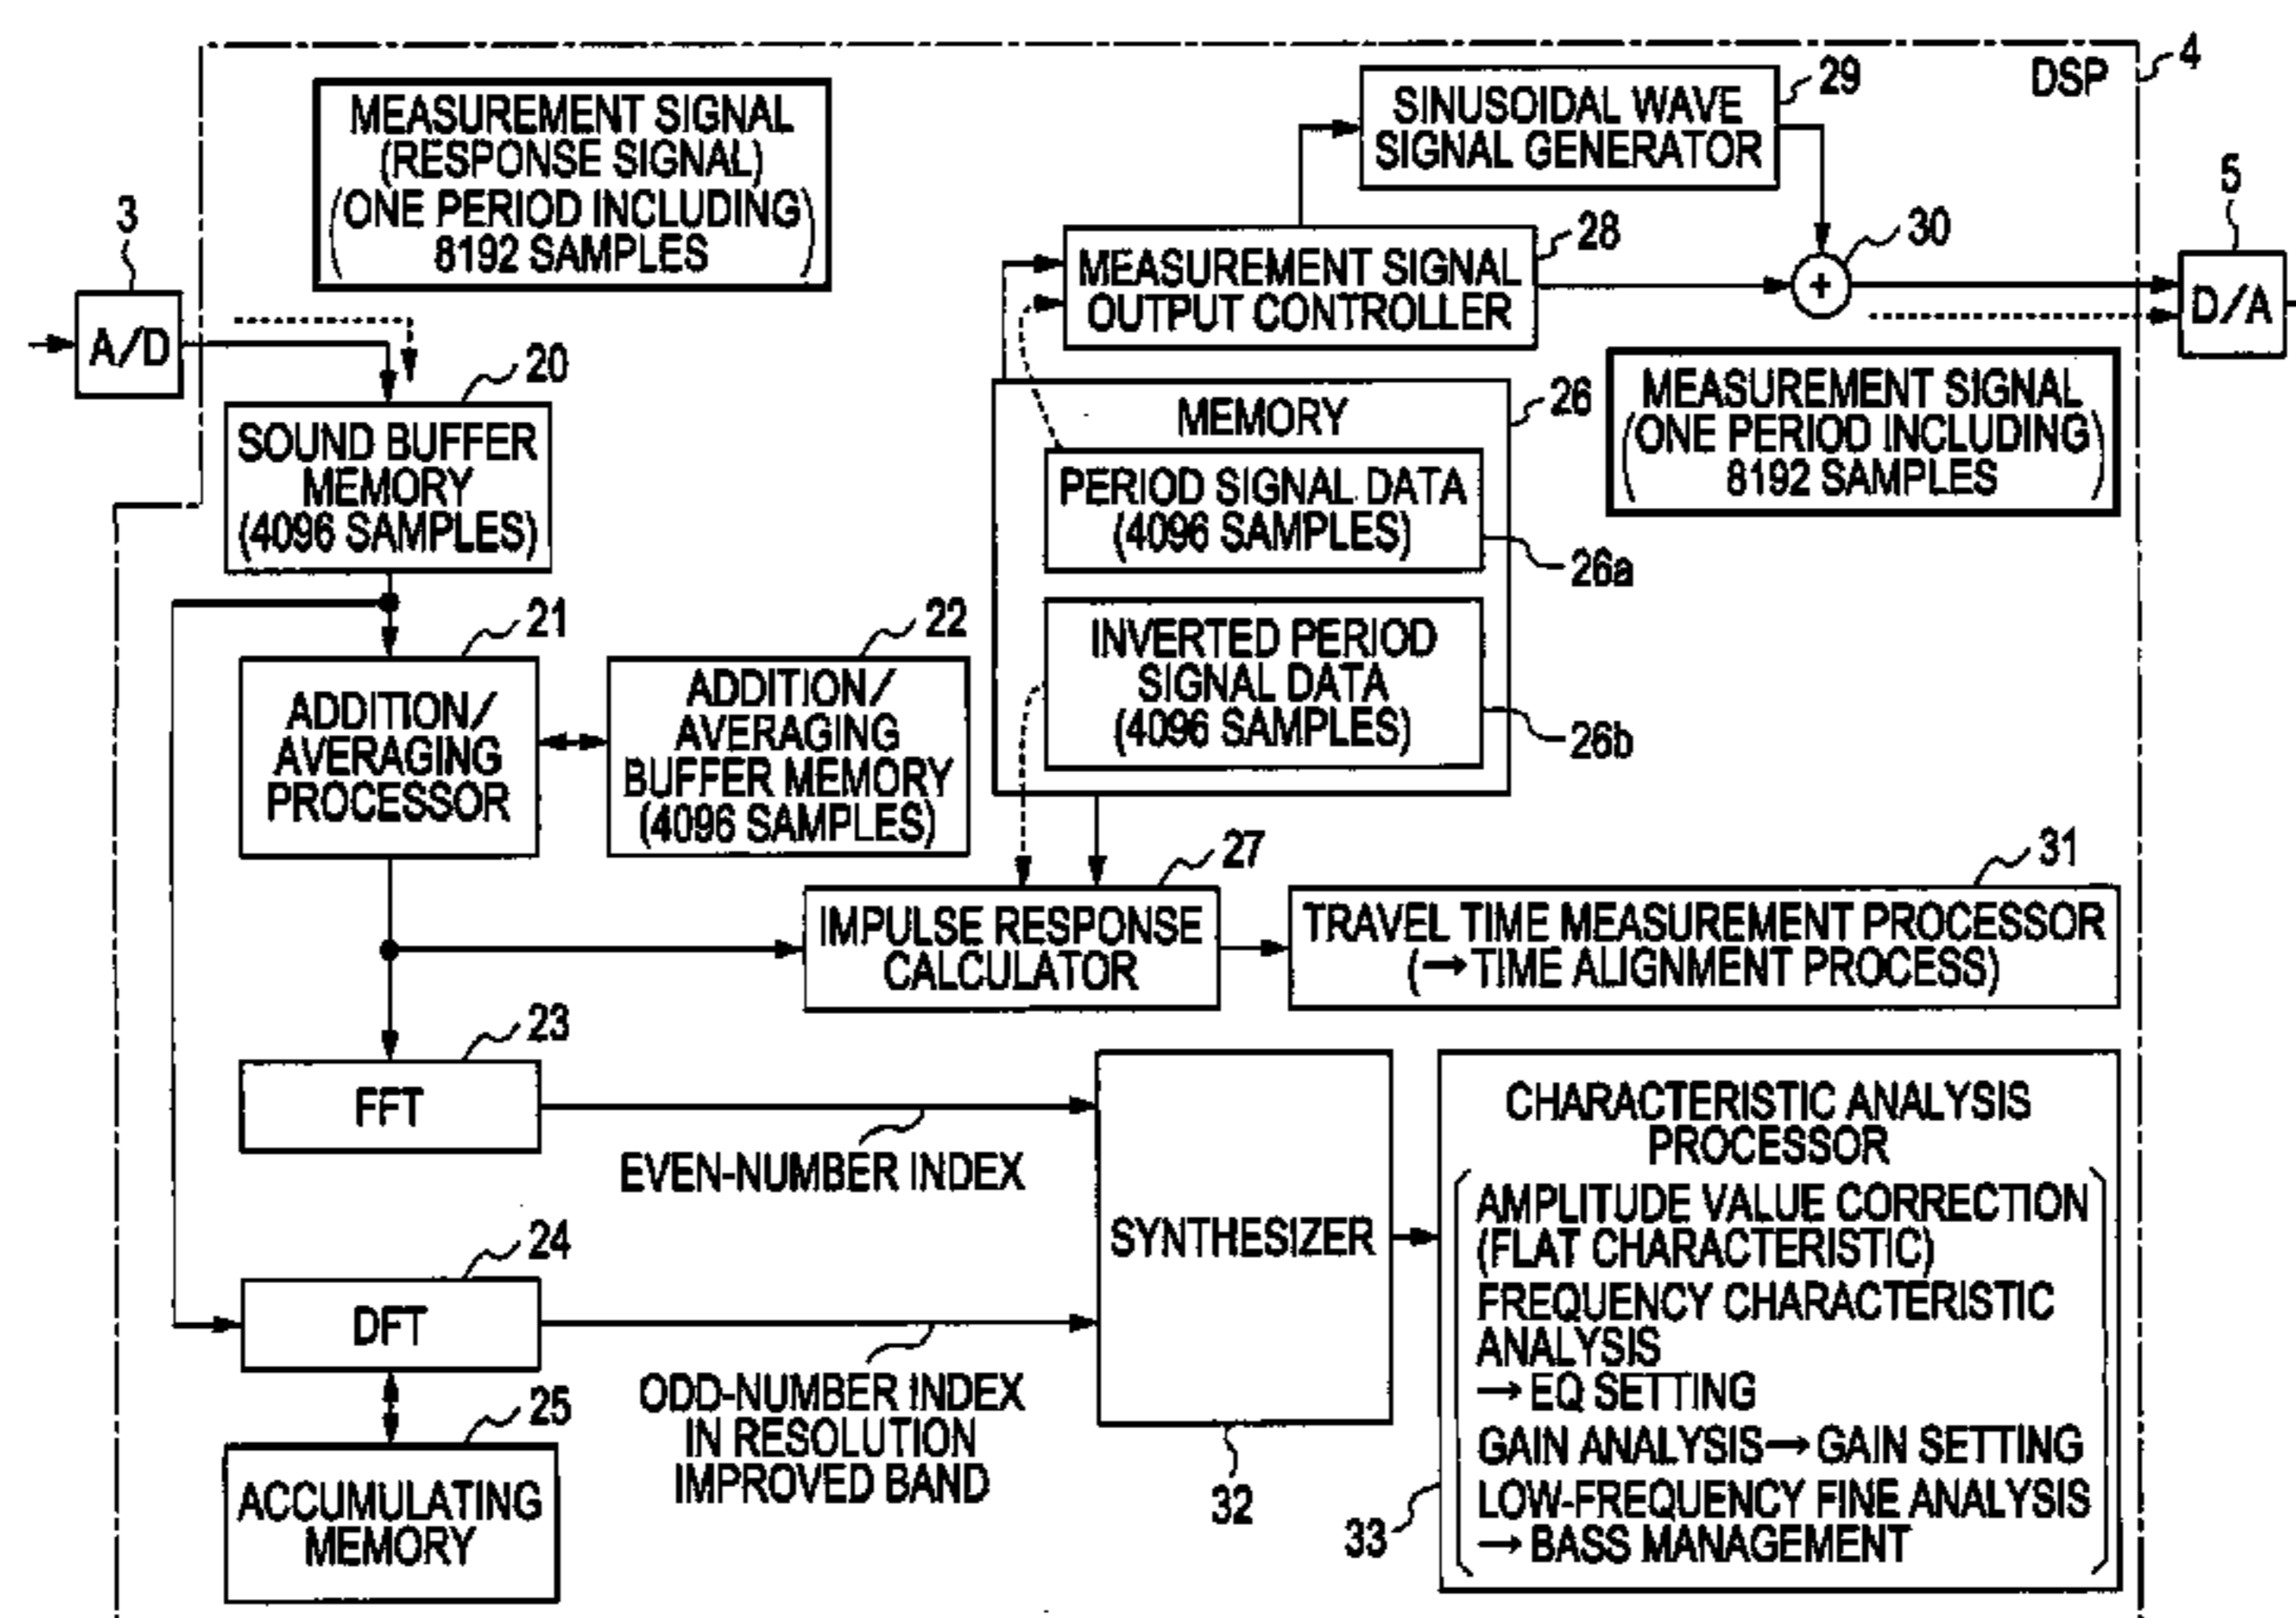 DSP
4
MEASUREMENT SIGNAL
(RESPONSE SIGNAL)
(ONE PERIOD INCLUDING
8192 SAMPLES)
29
SINUSOIDAL WAVE
SIGNAL GENERATOR
3
A/D
28
MEASUREMENT SIGNAL
OUTPUT CONTROLLER
30
+
5
D/A
20
SOUND BUFFER
MEMORY
(4096 SAMPLES)
26
MEMORY
PERIOD SIGNAL DATA
(4096 SAMPLES)
26a
INVERTED PERIOD
SIGNAL DATA
(4096 SAMPLES)
26b
MEASUREMENT SIGNAL
(ONE PERIOD INCLUDING
8192 SAMPLES)
21
ADDITION/
AVERAGING
PROCESSOR
22
ADDITION/
AVERAGING
BUFFER MEMORY
(4096 SAMPLES)
27
IMPULSE RESPONSE
CALCULATOR
31
TRAVEL TIME MEASUREMENT PROCESSOR
(→TIME ALIGNMENT PROCESS)
23
FFT
EVEN-NUMBER INDEX
24
DFT
ODD-NUMBER INDEX
IN RESOLUTION
IMPROVED BAND
25
ACCUMULATING
MEMORY
SYNTHESIZER
32
CHARACTERISTIC ANALYSIS
PROCESSOR
AMPLITUDE VALUE CORRECTION
(FLAT CHARACTERISTIC)
FREQUENCY CHARACTERISTIC
ANALYSIS
→ EQ SETTING
GAIN ANALYSIS→ GAIN SETTING
LOW-FREQUENCY FINE ANALYSIS
→ BASS MANAGEMENT
33